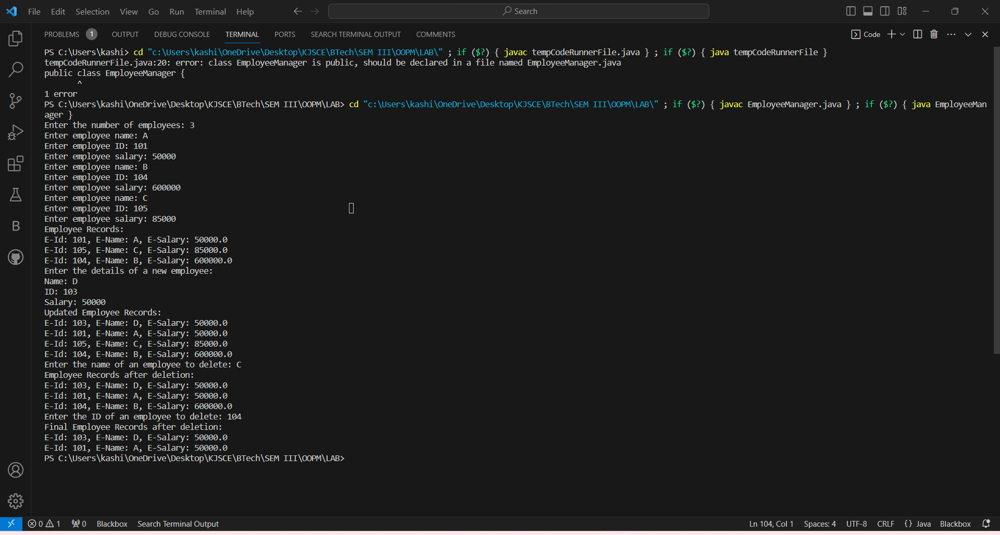 File Edit Selection View Go Run Terminal Help Search
PROBLEMS 1 OUTPUT DEBUG CONSOLE TERMINAL PORTS SEARCH TERMINAL OUTPUT COMMENTS Code
PS C:\Users\kashi> cd "c:\Users\kashi\OneDrive\Desktop\KJSCE\BTech\SEM III\OOPM\LAB\" ; if ($?) { javac tempCodeRunnerFile.java } ; if ($?) { java tempCodeRunnerFile }
tempCodeRunnerFile.java:20: error: class EmployeeManager is public, should be declared in a file named EmployeeManager.java
public class EmployeeManager {
^
1 error
PS C:\Users\kashi\OneDrive\Desktop\KJSCE\BTech\SEM III\OOPM\LAB> cd "c:\Users\kashi\OneDrive\Desktop\KJSCE\BTech\SEM III\OOPM\LAB\" ; if ($?) { javac EmployeeManager.java } ; if ($?) { java EmployeeMan
ager }
Enter the number of employees: 3
Enter employee name: A
Enter employee ID: 101
Enter employee salary: 50000
Enter employee name: B
Enter employee ID: 104
Enter employee salary: 600000
Enter employee name: C
Enter employee ID: 105
Enter employee salary: 85000
Employee Records:
E-Id: 101, E-Name: A, E-Salary: 50000.0
E-Id: 105, E-Name: C, E-Salary: 85000.0
E-Id: 104, E-Name: B, E-Salary: 600000.0
Enter the details of a new employee:
Name: D
ID: 103
Salary: 50000
Updated Employee Records:
E-Id: 103, E-Name: D, E-Salary: 50000.0
E-Id: 101, E-Name: A, E-Salary: 50000.0
E-Id: 105, E-Name: C, E-Salary: 85000.0
E-Id: 104, E-Name: B, E-Salary: 600000.0
Enter the name of an employee to delete: C
Employee Records after deletion:
E-Id: 103, E-Name: D, E-Salary: 50000.0
E-Id: 101, E-Name: A, E-Salary: 50000.0
E-Id: 104, E-Name: B, E-Salary: 600000.0
Enter the ID of an employee to delete: 104
Final Employee Records after deletion:
E-Id: 103, E-Name: D, E-Salary: 50000.0
E-Id: 101, E-Name: A, E-Salary: 50000.0
PS C:\Users\kashi\OneDrive\Desktop\KJSCE\BTech\SEM III\OOPM\LAB>
B
0 1 0 Blackbox Search Terminal Output Ln 104, Col 1 Spaces: 4 UTF-8 CRLF {} Java Blackbox